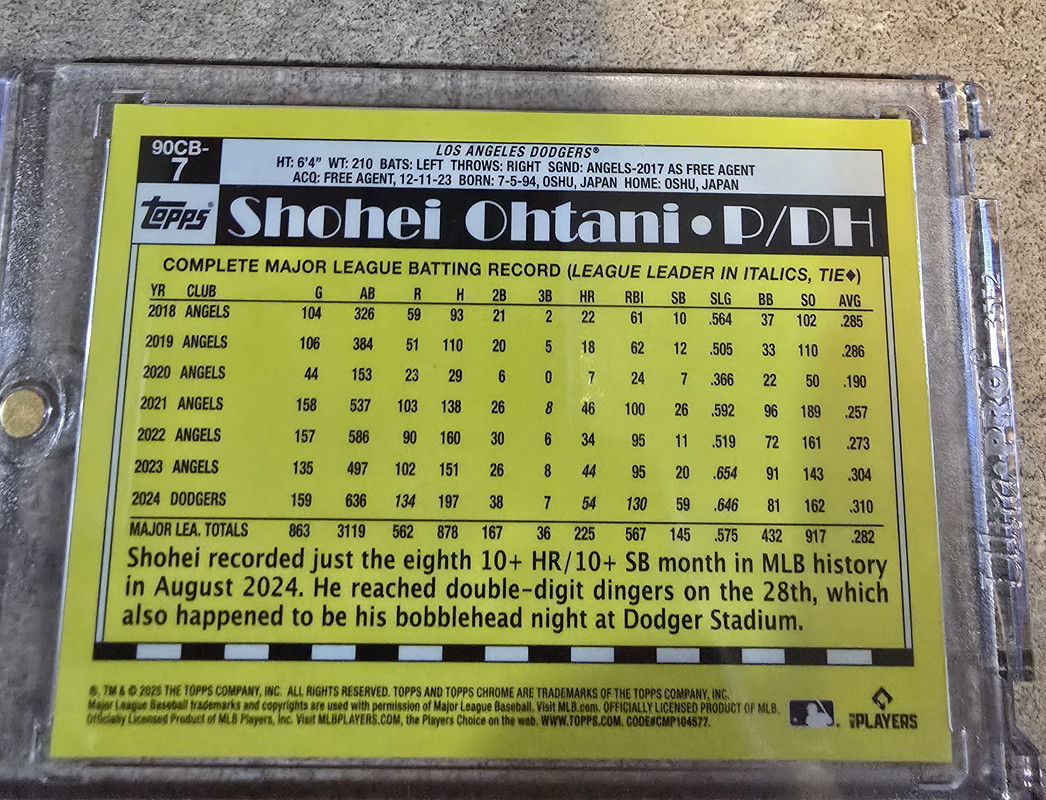 90CB-
7
LOS ANGELES DODGERS®
HT: 6'4" WT: 210 BATS: LEFT THROWS: RIGHT SGND: ANGELS-2017 AS FREE AGENT
ACQ: FREE AGENT, 12-11-23 BORN: 7-5-94, OSHU, JAPAN HOME: OSHU, JAPAN
Topps® Shohei Ohtani • P/DH
COMPLETE MAJOR LEAGUE BATTING RECORD (LEAGUE LEADER IN ITALICS, TIE♦)
YR CLUB G AB R H 2B 3B HR RBI SB SLG BB SO AVG
2018 ANGELS 104 326 59 93 21 2 22 61 10 .564 37 102 .285
2019 ANGELS 106 384 51 110 20 5 18 62 12 .505 33 110 .286
2020 ANGELS 44 153 23 29 6 0 7 24 7 .366 22 50 .190
2021 ANGELS 158 537 103 138 26 8 46 100 26 .592 96 189 .257
2022 ANGELS 157 586 90 160 30 6 34 95 11 .519 72 161 .273
2023 ANGELS 135 497 102 151 26 8 44 95 20 .654 91 143 .304
2024 DODGERS 159 636 134 197 38 7 54 130 59 .646 81 162 .310
MAJOR LEA. TOTALS 863 3119 562 878 167 36 225 567 145 .575 432 917 .282
Shohei recorded just the eighth 10+ HR/10+ SB month in MLB history
in August 2024. He reached double-digit dingers on the 28th, which
also happened to be his bobblehead night at Dodger Stadium.
®, TM & © 2025 THE TOPPS COMPANY, INC. ALL RIGHTS RESERVED. TOPPS AND TOPPS CHROME ARE TRADEMARKS OF THE TOPPS COMPANY, INC.
Major League Baseball trademarks and copyrights are used with permission of Major League Baseball. Visit MLB.com. OFFICIALLY LICENSED PRODUCT OF MLB.
Officially Licensed Product of MLB Players, Inc. Visit MLBPLAYERS.COM, the Players Choice on the web. WWW.TOPPS.COM. CODE#CMP104577.
MLB PLAYERS
Ultra PRO®